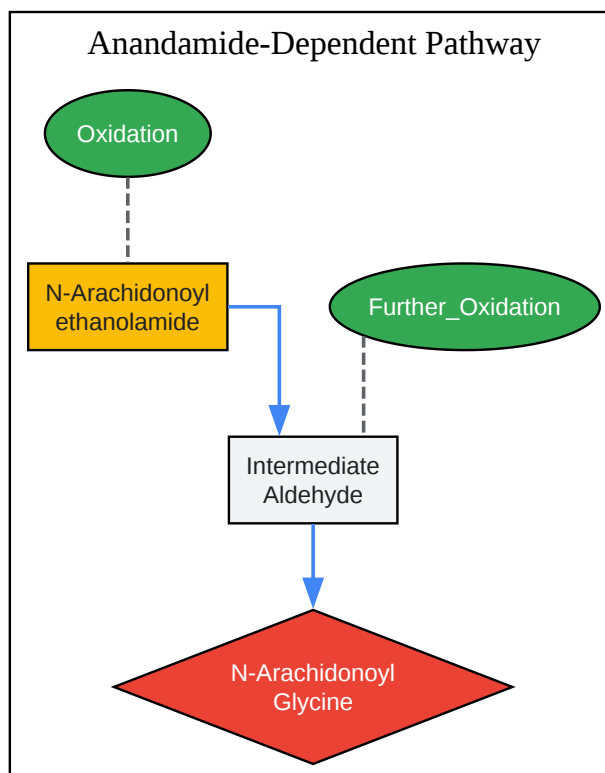 Anandamide-Dependent Pathway
Oxidation
N-Arachidonoyl
ethanolamide
Further_Oxidation
Intermediate
Aldehyde
N-Arachidonoyl
Glycine